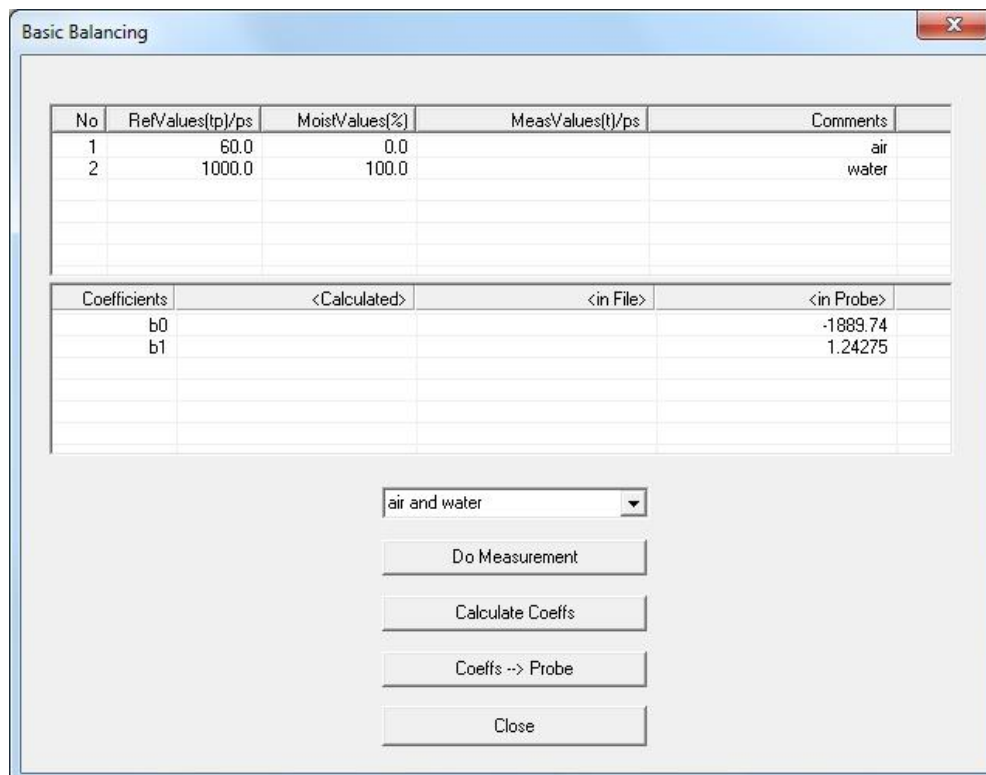 Basic Balancing
No RefValues(tp)/ps MoistValues(%) MeasValues(t)/ps Comments
1 60.0 0.0 air
2 1000.0 100.0 water
Coefficients <Calculated> <in File> <in Probe>
b0 -1889.74
b1 1.24275
air and water
Do Measurement
Calculate Coeffs
Coeffs --> Probe
Close